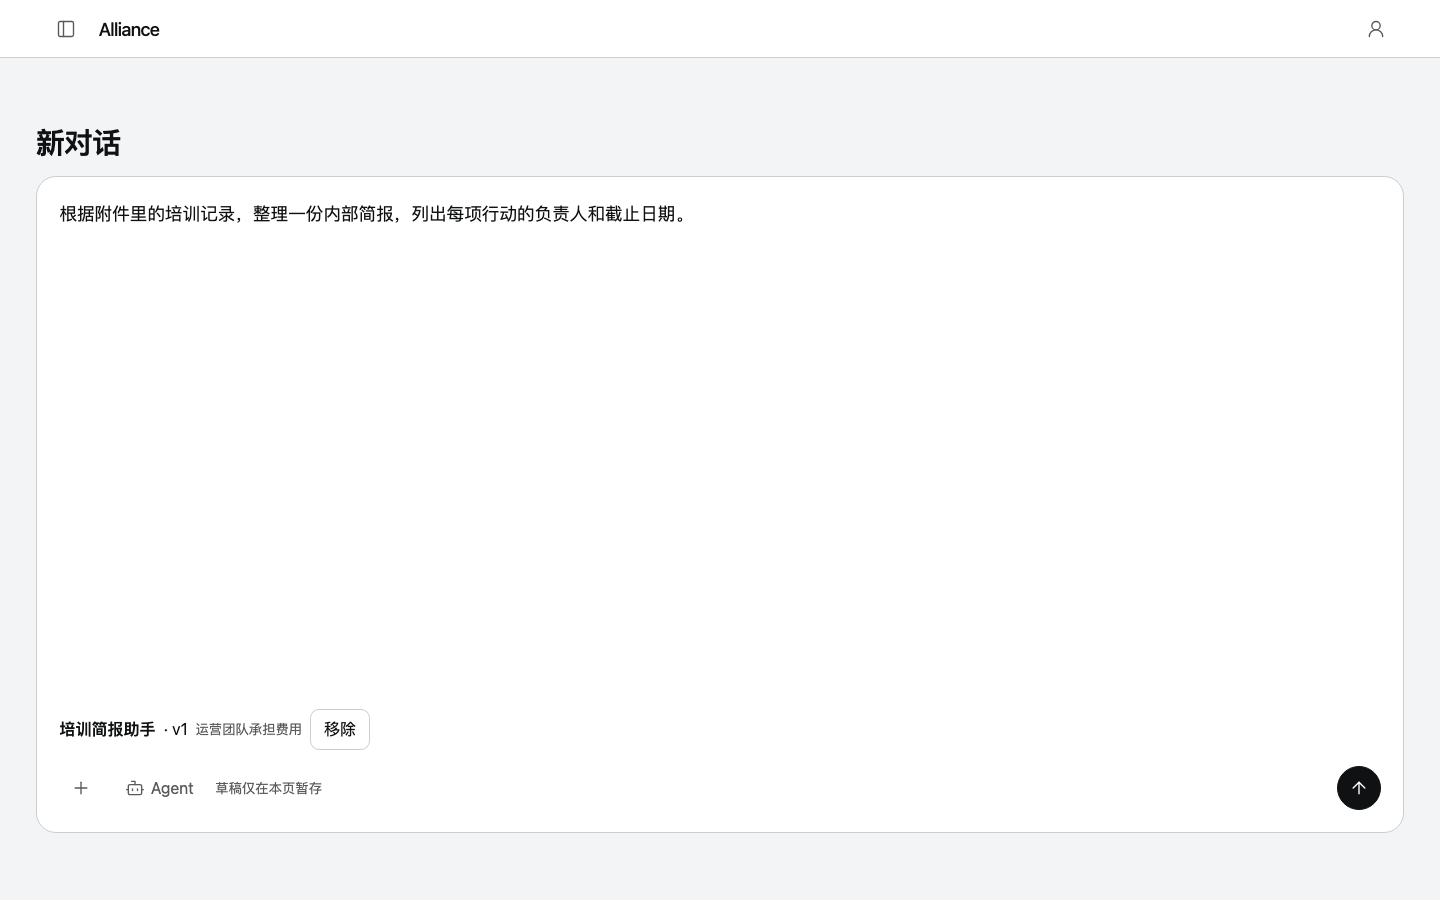 Alliance
新对话
根据附件里的培训记录，整理一份内部简报，列出每项行动的负责人和截止日期。
培训简报助手 · v1 运营团队承担费用 移除
Agent 草稿仅在本页暂存